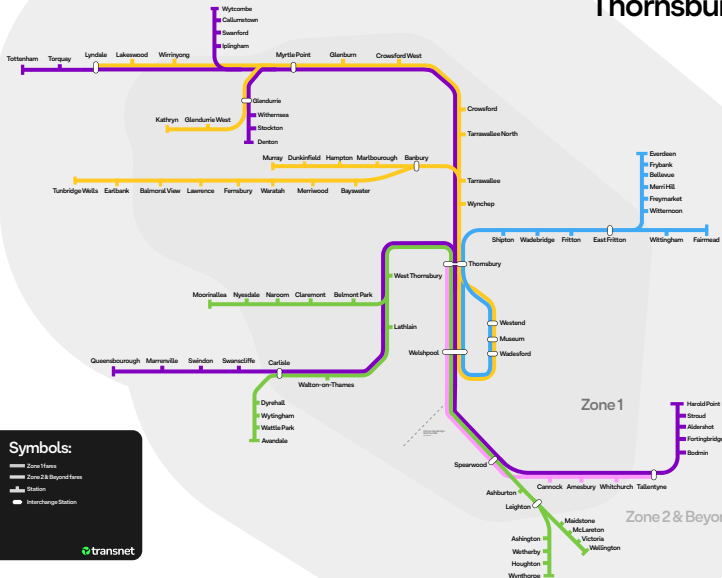 Thornsbur
Wytcombe
Callumstown
Swanford
Iplingham
Tottenham
Torquay
Lyndale
Lakewood
Wirrinyong
Myrtle Point
Glenburn
Crowsford West
Glendurrie
Withernsea
Stockton
Denton
Kathryn
Glendurrie West
Crowsford
Tarrawallee North
Murray
Dunkinfield
Hampton
Marlborough
Banbury
Tarrawallee
Wynchep
Tunbridge Wells
Earlbank
Balmoral View
Lawrence
Fernsbury
Waratah
Merriwood
Bayswater
Everdeen
Frybank
Bellevue
Merri Hill
Freymarket
Witternoon
Shipton
Wadebridge
Fritton
East Fritton
Wittingham
Fairmead
Thornsbury
West Thornsbury
Moorinallea
Nyesdale
Naroom
Claremont
Belmont Park
Lathlain
Westend
Museum
Wadesford
Welshpool
Queensbourough
Marranville
Swindon
Swanscliffe
Carlisle
Walton-on-Thames
Dyrehall
Wytingham
Wattle Park
Avandale
Zone 1
Harold Point
Stroud
Aldershot
Fortingbridge
Bodmin
Spearwood
Cannock
Amesbury
Whitchurch
Tallentyne
Ashburton
Leighton
Zone 2 & Beyon
Maidstone
McLareton
Victoria
Wellington
Ashington
Wetherby
Houghton
Wynthorpe
Symbols:
Zone 1 fares
Zone 2 & Beyond fares
Station
Interchange Station
transnet